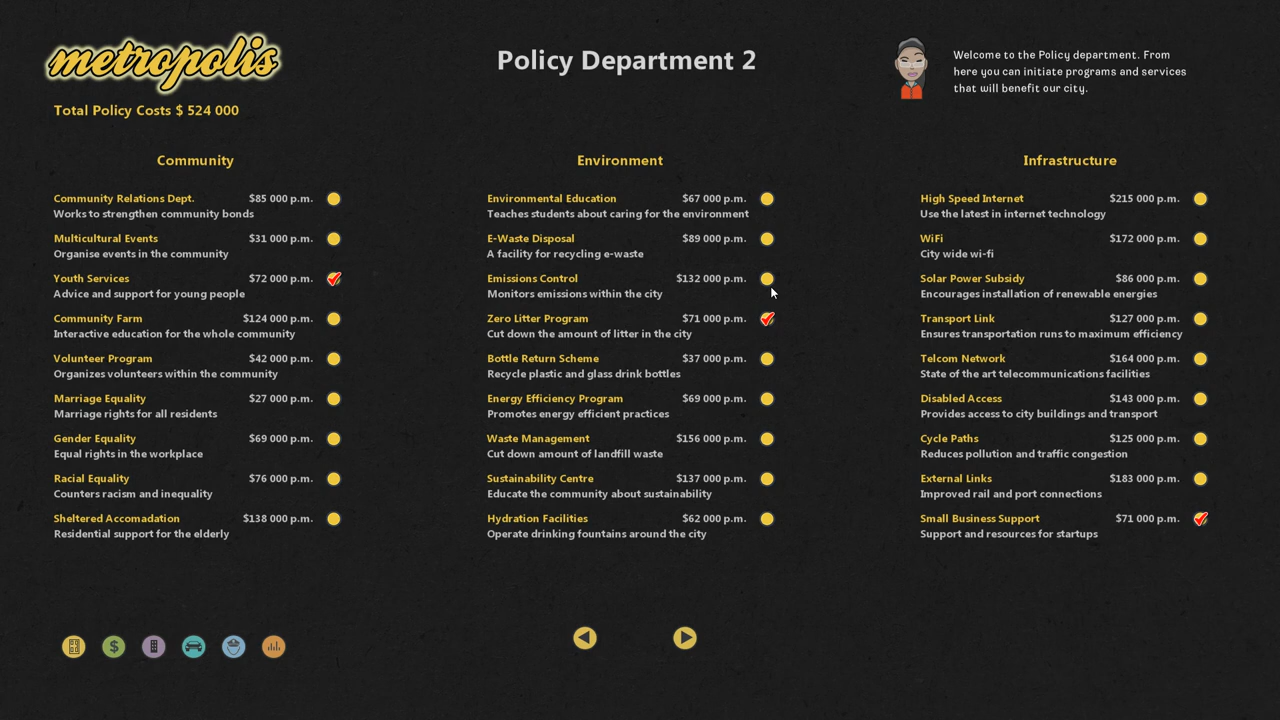 metropolis
Policy Department 2
Welcome to the Policy department. From
here you can initiate programs and services
that will benefit our city.
Total Policy Costs $ 524 000
Community
Community Relations Dept. $85 000 p.m.
Works to strengthen community bonds
Multicultural Events $31 000 p.m.
Organise events in the community
Youth Services $72 000 p.m.
Advice and support for young people
Community Farm $124 000 p.m.
Interactive education for the whole community
Volunteer Program $42 000 p.m.
Organizes volunteers within the community
Marriage Equality $27 000 p.m.
Marriage rights for all residents
Gender Equality $69 000 p.m.
Equal rights in the workplace
Racial Equality $76 000 p.m.
Counters racism and inequality
Sheltered Accomadation $138 000 p.m.
Residential support for the elderly
Environment
Environmental Education $67 000 p.m.
Teaches students about caring for the environment
E-Waste Disposal $89 000 p.m.
A facility for recycling e-waste
Emissions Control $132 000 p.m.
Monitors emissions within the city
Zero Litter Program $71 000 p.m.
Cut down the amount of litter in the city
Bottle Return Scheme $37 000 p.m.
Recycle plastic and glass drink bottles
Energy Efficiency Program $69 000 p.m.
Promotes energy efficient practices
Waste Management $156 000 p.m.
Cut down amount of landfill waste
Sustainability Centre $137 000 p.m.
Educate the community about sustainability
Hydration Facilities $62 000 p.m.
Operate drinking fountains around the city
Infrastructure
High Speed Internet $215 000 p.m.
Use the latest in internet technology
WiFi $172 000 p.m.
City wide wi-fi
Solar Power Subsidy $86 000 p.m.
Encourages installation of renewable energies
Transport Link $127 000 p.m.
Ensures transportation runs to maximum efficiency
Telcom Network $164 000 p.m.
State of the art telecommunications facilities
Disabled Access $143 000 p.m.
Provides access to city buildings and transport
Cycle Paths $125 000 p.m.
Reduces pollution and traffic congestion
External Links $183 000 p.m.
Improved rail and port connections
Small Business Support $71 000 p.m.
Support and resources for startups
$